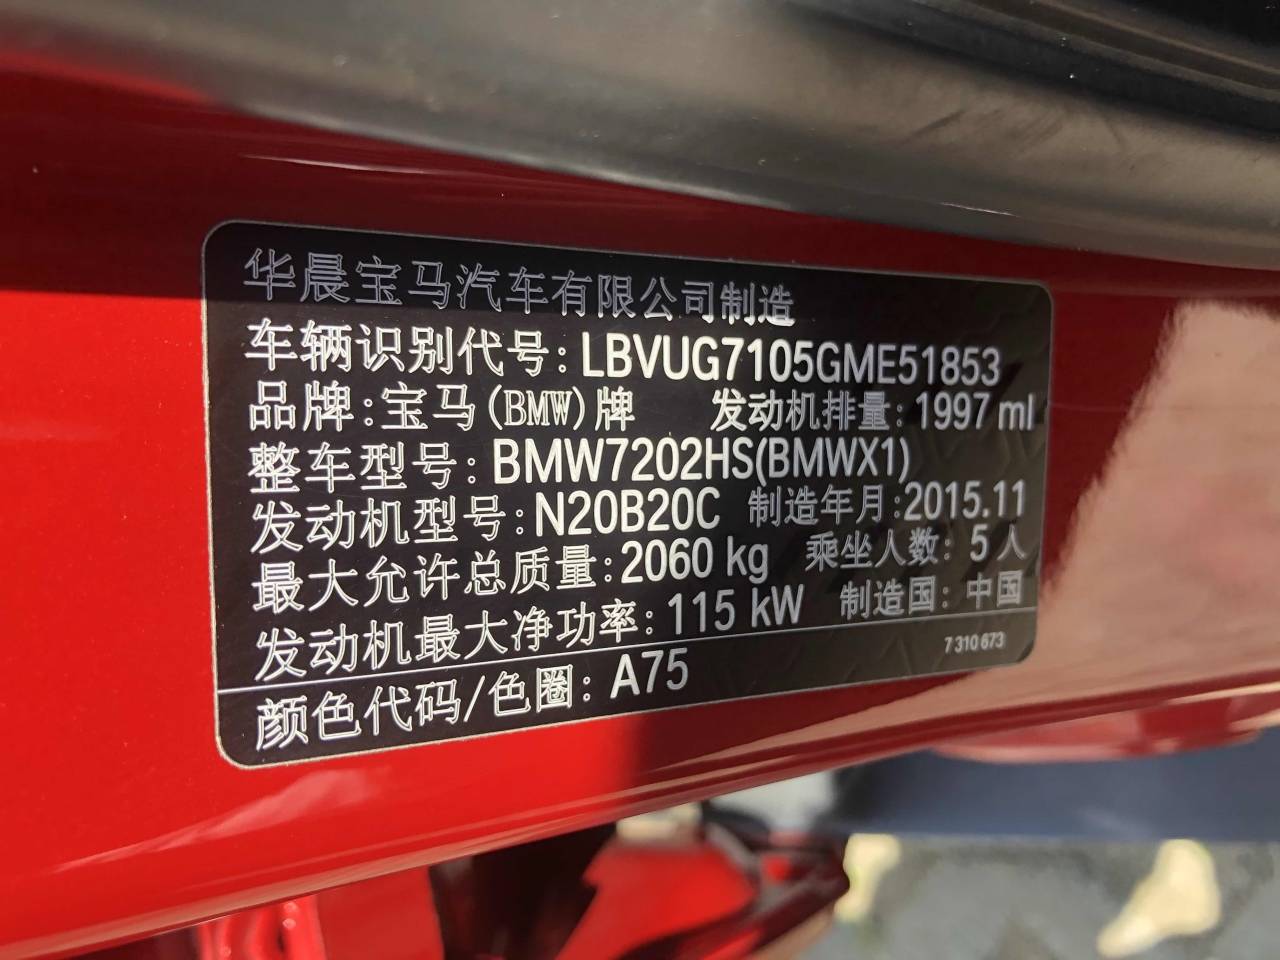 华晨宝马汽车有限公司制造
车辆识别代号: LBVUG7105GME51853
品牌: 宝马(BMW)牌 发动机排量: 1997 ml
整车型号: BMW7202HS(BMWX1)
发动机型号: N20B20C 制造年月: 2015.11
最大允许总质量: 2060 kg 乘坐人数: 5 人
发动机最大净功率: 115 kW 制造国: 中国
7 310 673
颜色代码/色圈: A75